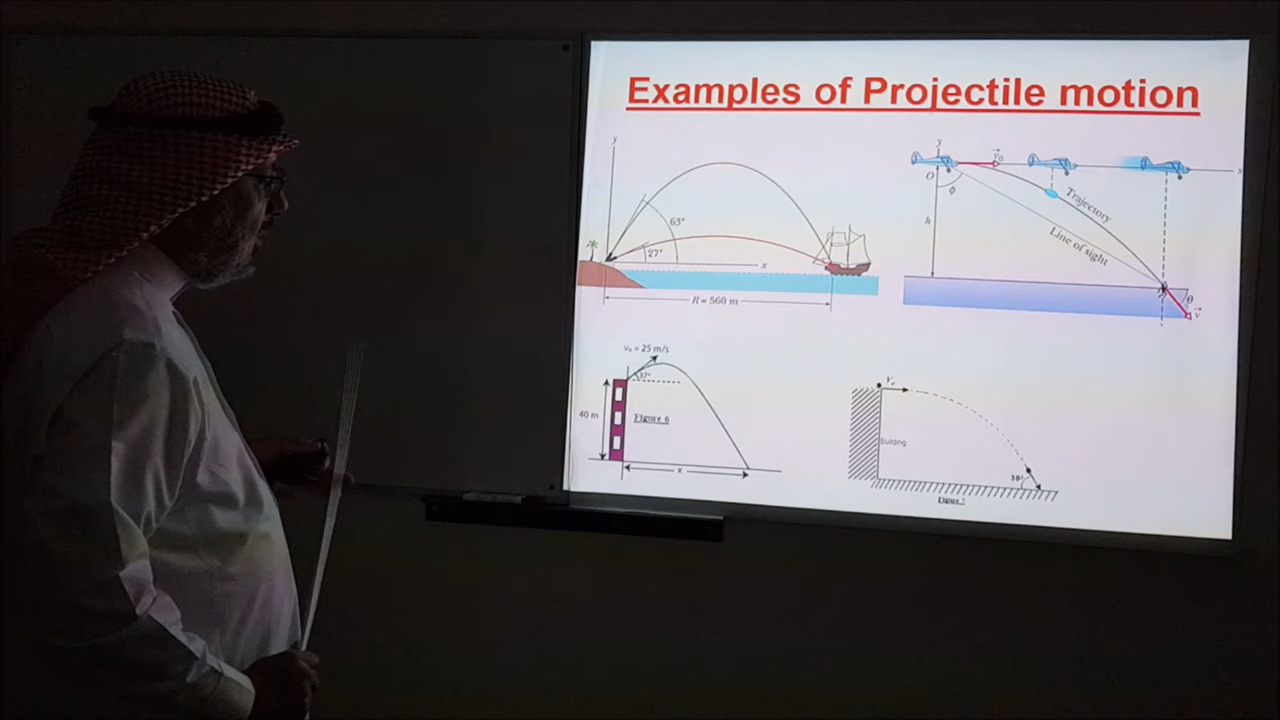 Examples of Projectile motion
y
63°
27°
x
R = 560 m
y
v₀
x
O
ϕ
h
Trajectory
Line of sight
θ
v
v₀ = 25 m/s
37°
40 m
Figure 6
x
Building
30°